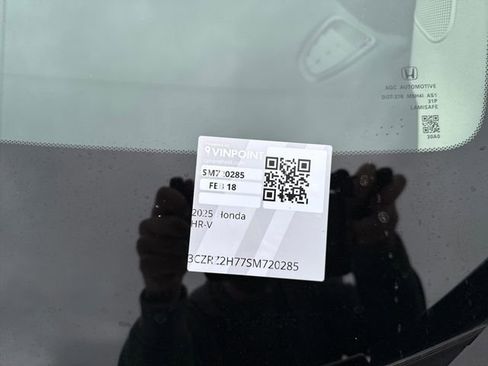 AGC AUTOMOTIVE
LAMISAFE
VINPOINT
SM720285
FEB 18
2025 Honda
HR-V
3CZRZ2H77SM720285